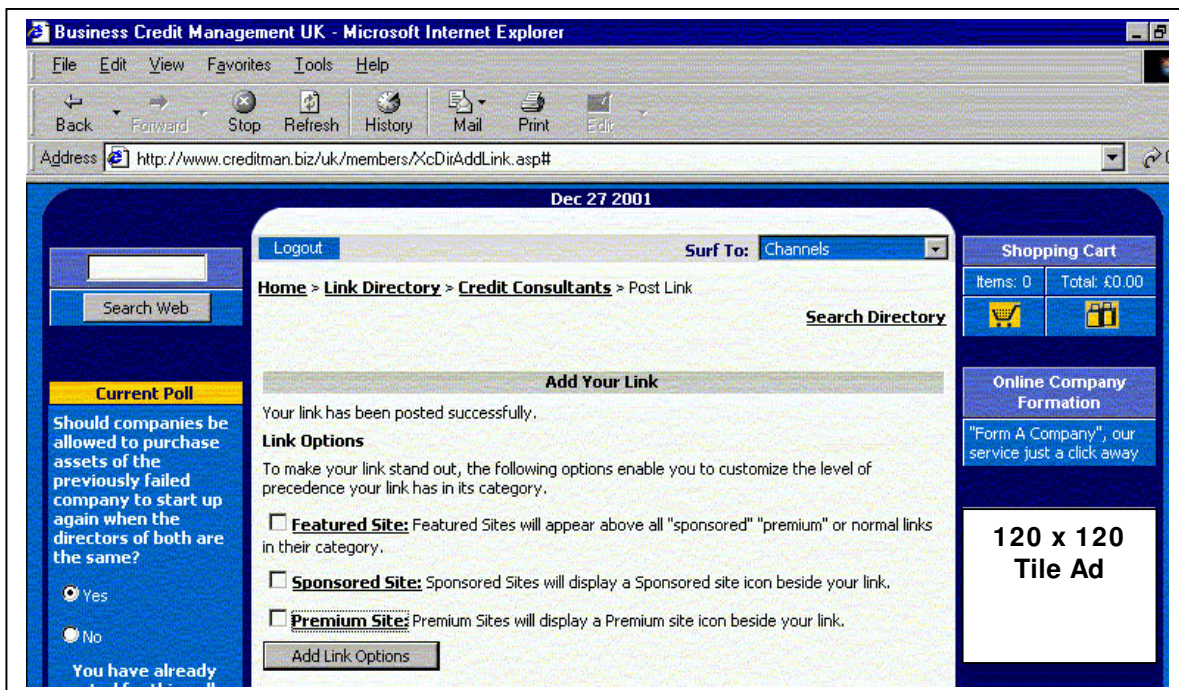 Business Credit Management UK - Microsoft Internet Explorer
File Edit View Favorites Tools Help
Back Forward Stop Refresh History Mail Print Edit
Address http://www.creditman.biz/uk/members/XcDirAddLink.asp#
Dec 27 2001
Search Web
Current Poll
Should companies be
allowed to purchase
assets of the
previously failed
company to start up
again when the
directors of both are
the same?
Yes
No
You have already
Logout Surf To: Channels
Home > Link Directory > Credit Consultants > Post Link
Search Directory
Add Your Link
Your link has been posted successfully.
Link Options
To make your link stand out, the following options enable you to customize the level of
precedence your link has in its category.
Featured Site: Featured Sites will appear above all "sponsored" "premium" or normal links
in their category.
Sponsored Site: Sponsored Sites will display a Sponsored site icon beside your link.
Premium Site: Premium Sites will display a Premium site icon beside your link.
Add Link Options
Shopping Cart
Items: 0 Total: £0.00
Online Company
Formation
"Form A Company", our
service just a click away
120 x 120
Tile Ad